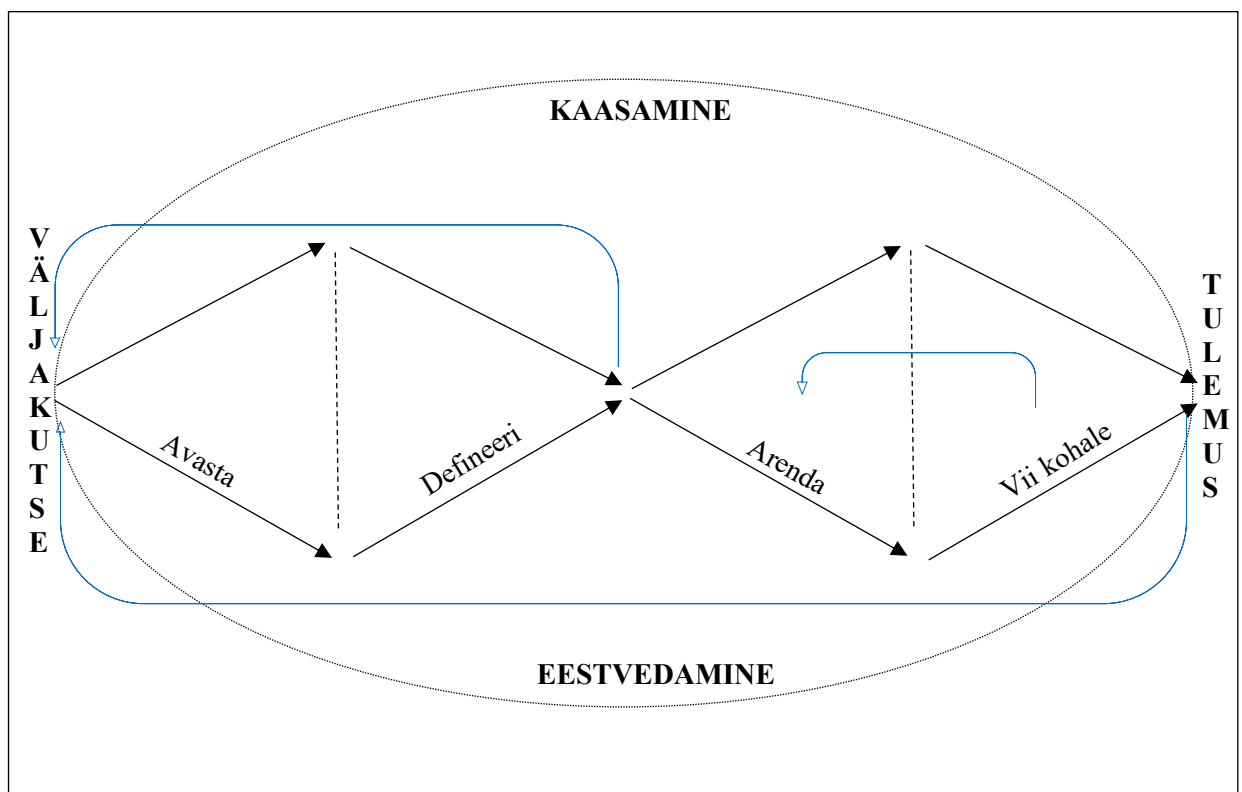 KAASAMINE
VÄLJAKUTSE
TULEMUS
Avasta
Defineeri
Arenda
Vii kohale
EESTVEDAMINE